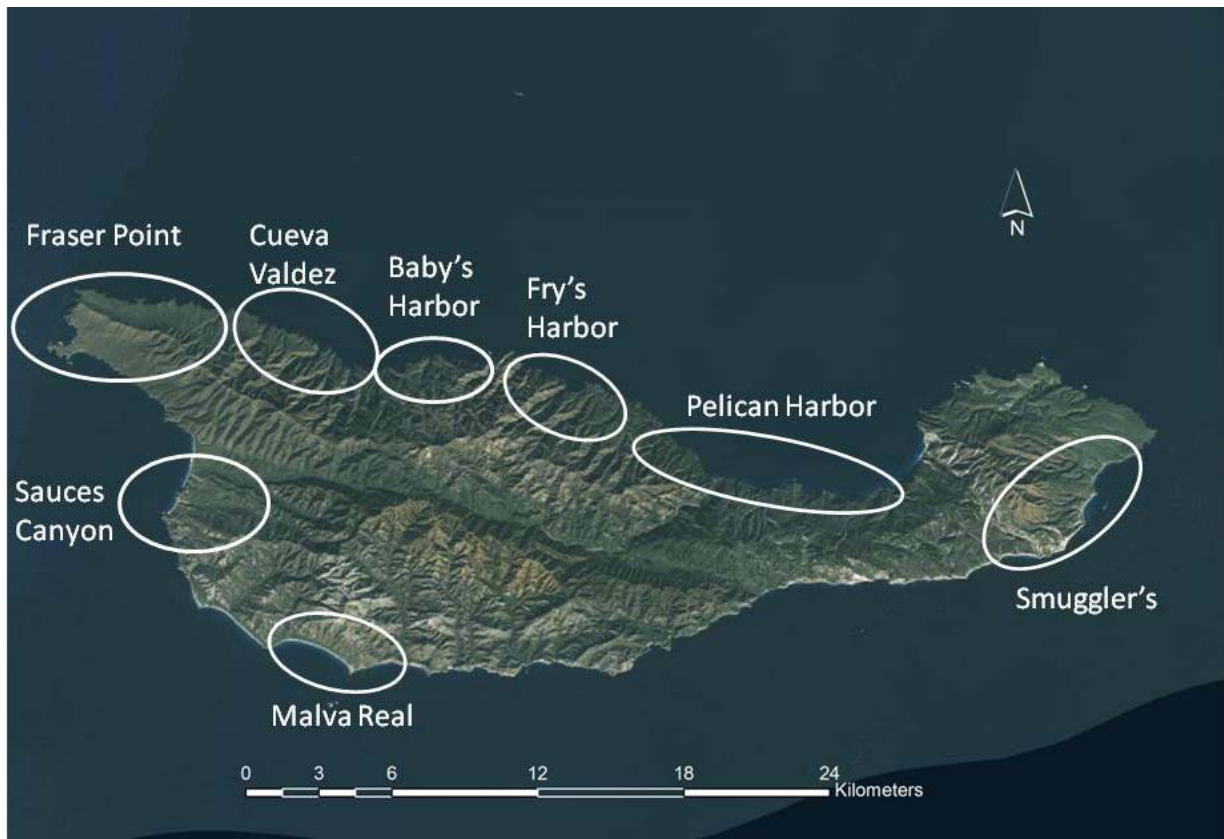 Fraser Point
Cueva
Valdez
Baby's
Harbor
Fry's
Harbor
N
Pelican Harbor
Sauces
Canyon
Smuggler's
Malva Real
0 3 6 12 18 24
Kilometers